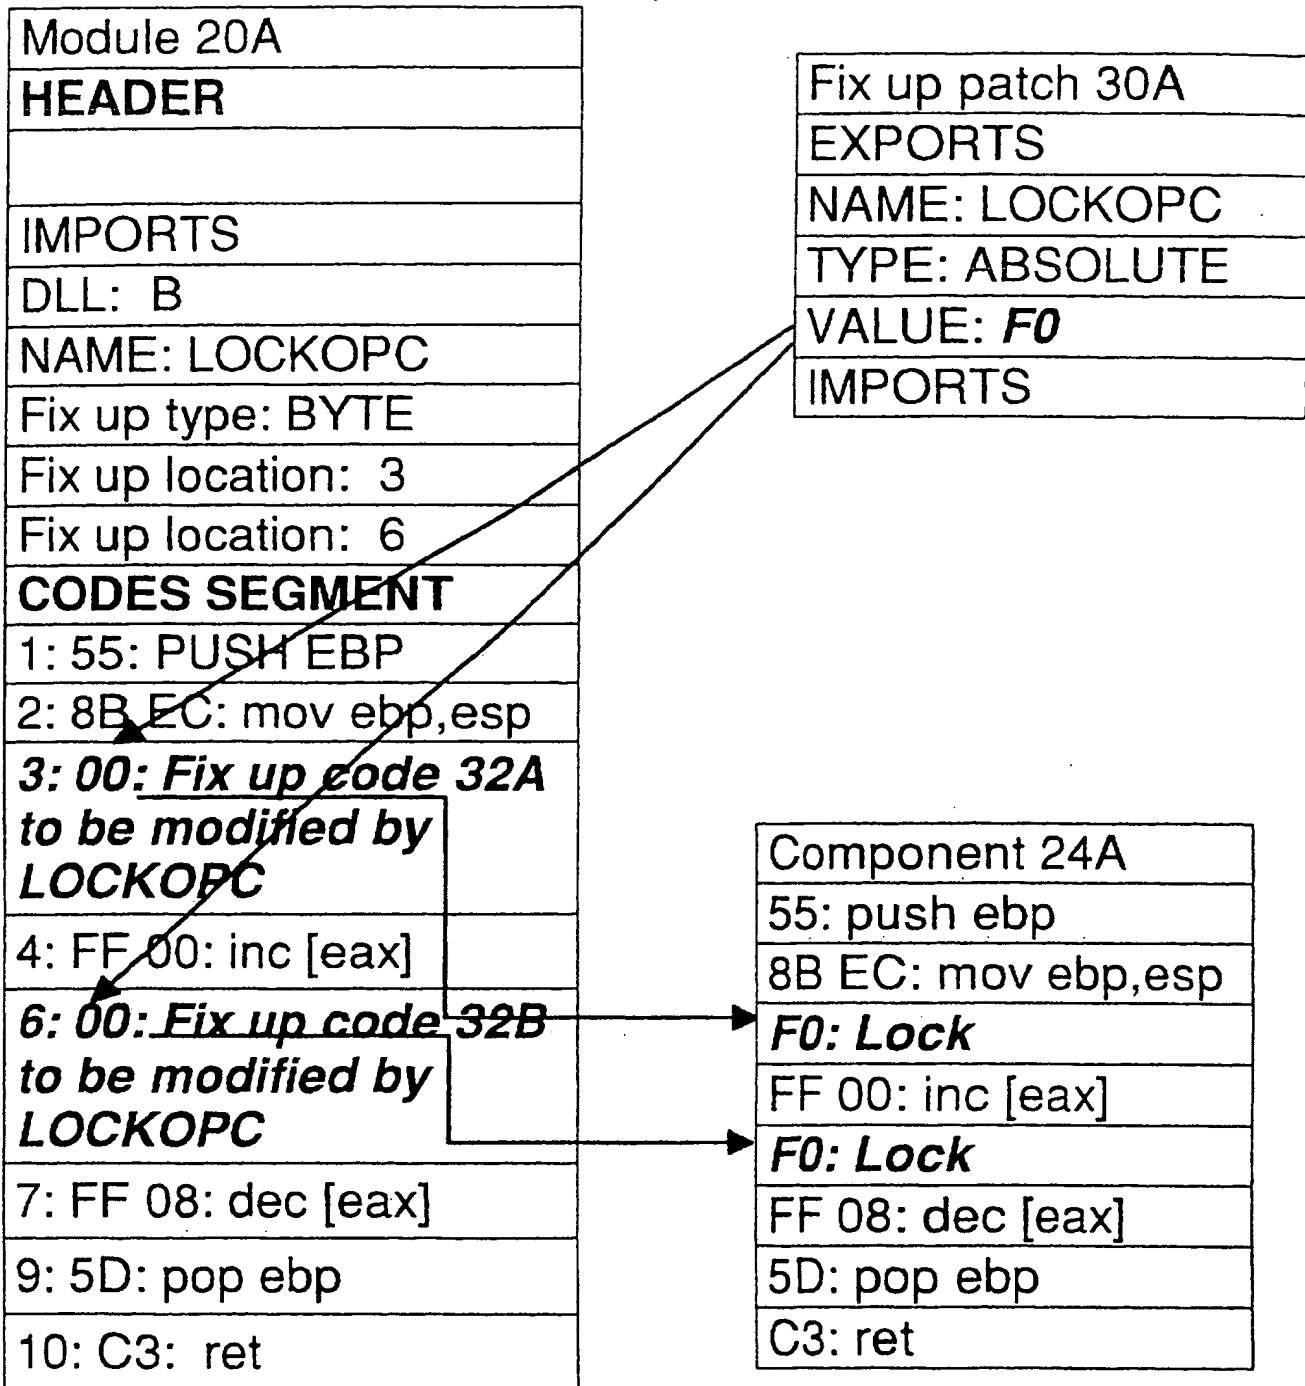 Module 20A
HEADER
IMPORTS
DLL: B
NAME: LOCKOPC
Fix up type: BYTE
Fix up location: 3
Fix up location: 6
CODES SEGMENT
1: 55: PUSH EBP
2: 8B EC: mov ebp,esp
3: 00: Fix up code 32A
to be modified by
LOCKOPC
4: FF 00: inc [eax]
6: 00: Fix up code 32B
to be modified by
LOCKOPC
7: FF 08: dec [eax]
9: 5D: pop ebp
10: C3: ret
Fix up patch 30A
EXPORTS
NAME: LOCKOPC
TYPE: ABSOLUTE
VALUE: F0
IMPORTS
Component 24A
55: push ebp
8B EC: mov ebp,esp
F0: Lock
FF 00: inc [eax]
F0: Lock
FF 08: dec [eax]
5D: pop ebp
C3: ret